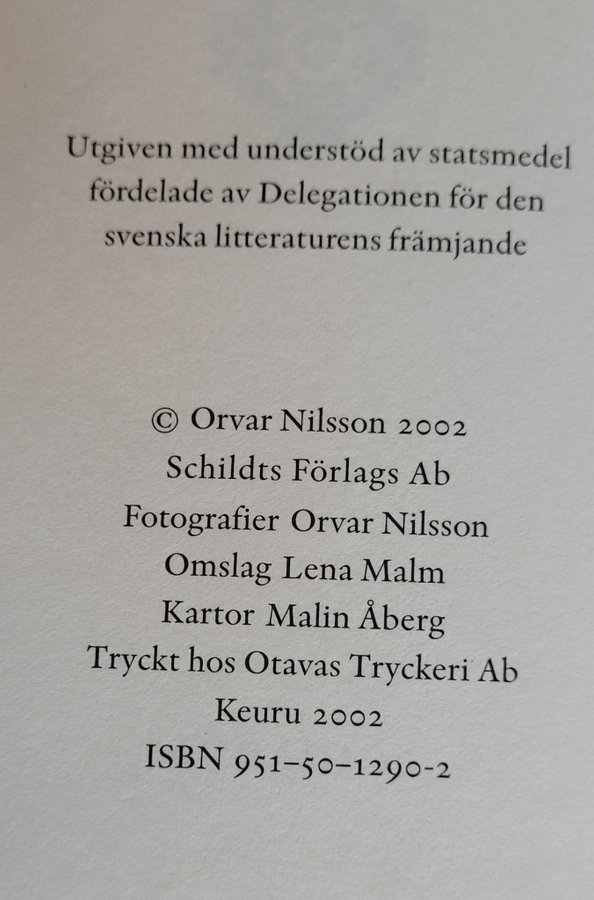 Utgiven med understöd av statsmedel
fördelade av Delegationen för den
svenska litteraturens främjande
© Orvar Nilsson 2002
Schildts Förlags Ab
Fotografier Orvar Nilsson
Omslag Lena Malm
Kartor Malin Åberg
Tryckt hos Otavas Tryckeri Ab
Keuru 2002
ISBN 951–50–1290-2